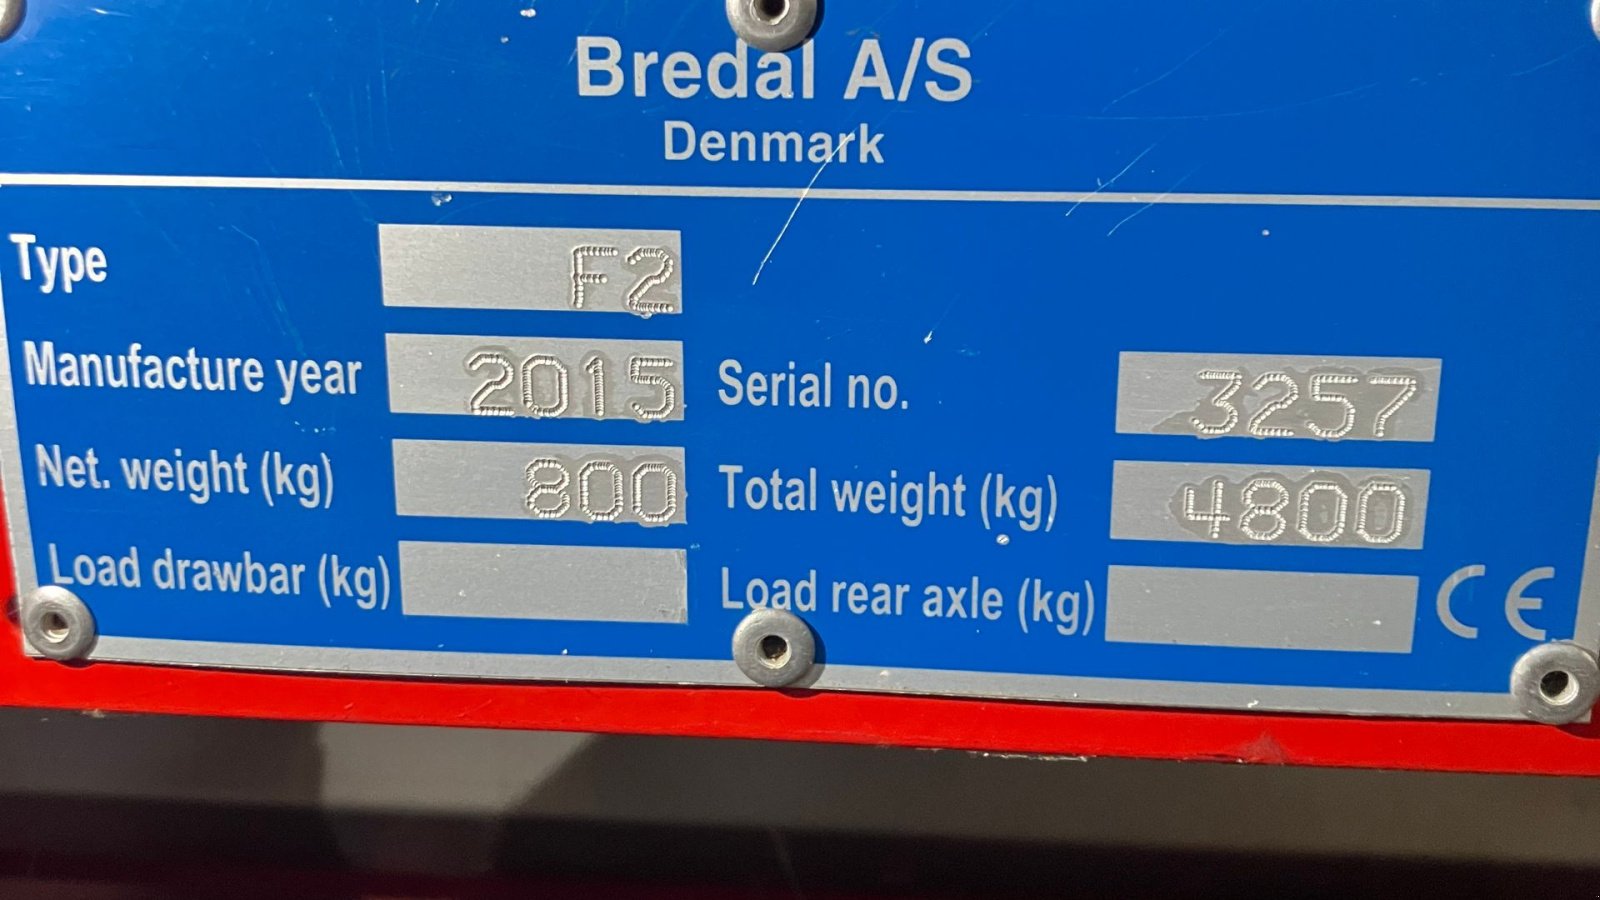 Bredal A/S
Denmark
Type F2
Manufacture year 2015 Serial no. 3257
Net. weight (kg) 800 Total weight (kg) 4800
Load drawbar (kg) Load rear axle (kg) CE